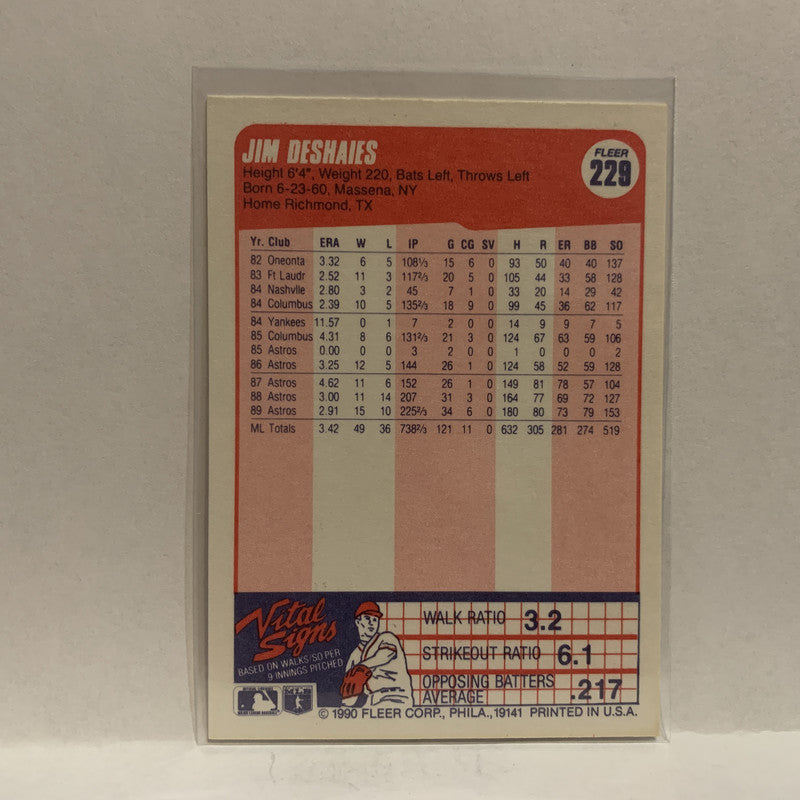 JIM DESHAIES
FLEER
229
Height 6'4", Weight 220, Bats Left, Throws Left
Born 6-23-60, Massena, NY
Home Richmond, TX
Yr. Club ERA W L IP G CG SV H R ER BB SO
82 Oneonta 3.32 6 5 108⅓ 15 6 0 93 50 40 40 137
83 Ft Laudr 2.52 11 3 117⅔ 20 5 0 105 44 33 58 128
84 Nashvlle 2.80 3 2 45 7 1 0 33 20 14 29 42
84 Columbus 2.39 10 5 135⅔ 18 9 0 99 45 36 62 117
84 Yankees 11.57 0 1 7 2 0 0 14 9 9 7 5
85 Columbus 4.31 8 6 131⅔ 21 3 0 124 67 63 59 106
85 Astros 0.00 0 0 3 2 0 0 1 0 0 0 2
86 Astros 3.25 12 5 144 26 1 0 124 58 52 59 128
87 Astros 4.62 11 6 152 26 1 0 149 81 78 57 104
88 Astros 3.00 11 14 207 31 3 0 164 77 69 72 127
89 Astros 2.91 15 10 225⅔ 34 6 0 180 80 73 79 153
ML Totals 3.42 49 36 738⅔ 121 11 0 632 305 281 274 519
Vital
Signs
BASED ON WALKS/SO PER
9 INNINGS PITCHED
WALK RATIO 3.2
STRIKEOUT RATIO 6.1
OPPOSING BATTERS
AVERAGE .217
© 1990 FLEER CORP., PHILA., 19141 PRINTED IN U.S.A.